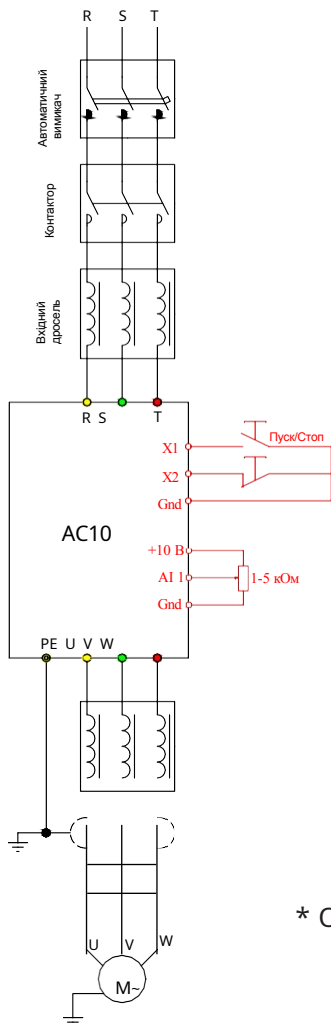 R S T
Автоматичний
вимикач
Контактор
Вхідний
дросель
R S T
X1
Пуск/Стоп
X2
Gnd
AC10
+10 В
AI 1
1-5 кОм
Gnd
PE U V W
* С
U V W
M~